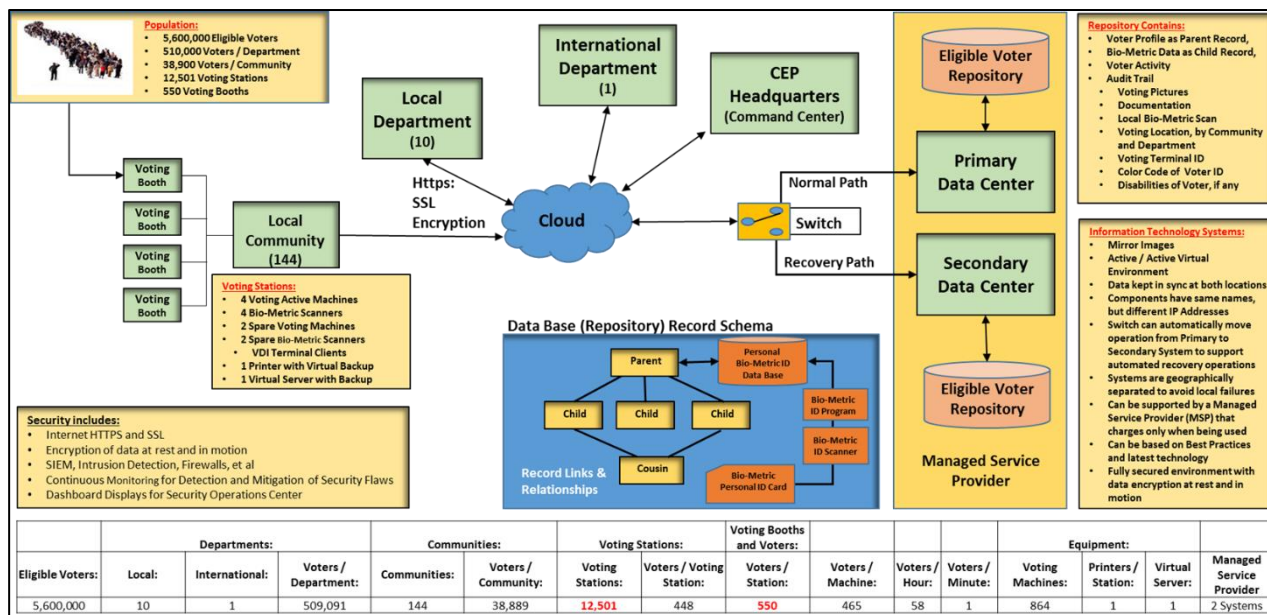 Population:
• 5,600,000 Eligible Voters
• 510,000 Voters / Department
• 38,900 Voters / Community
• 12,501 Voting Stations
• 550 Voting Booths
Local
Department
(10)
International
Department
(1)
CEP
Headquarters
(Command Center)
Eligible Voter
Repository
Primary
Data Center
Normal Path
Switch
Recovery Path
Secondary
Data Center
Eligible Voter
Repository
Managed Service
Provider
Voting
Booth
Voting
Booth
Voting
Booth
Voting
Booth
Local
Community
(144)
Https:
SSL
Encryption
Cloud
Voting Stations:
• 4 Voting Active Machines
• 4 Bio-Metric Scanners
• 2 Spare Voting Machines
• 2 Spare Bio-Metric Scanners
• VDI Terminal Clients
• 1 Printer with Virtual Backup
• 1 Virtual Server with Backup
Security includes:
• Internet HTTPS and SSL
• Encryption of data at rest and in motion
• SIEM, Intrusion Detection, Firewalls, et al
• Continuous Monitoring for Detection and Mitigation of Security Flaws
• Dashboard Displays for Security Operations Center
Data Base (Repository) Record Schema
Parent
Child
Child
Child
Cousin
Record Links &
Relationships
Personal
Bio-Metric ID
Data Base
Bio-Metric
ID Program
Bio-Metric
ID Scanner
Bio-Metric
Personal ID Card
Repository Contains:
• Voter Profile as Parent Record,
• Bio-Metric Data as Child Record,
• Voter Activity
• Audit Trail
• Voting Pictures
• Documentation
• Local Bio-Metric Scan
• Voting Location, by Community
and Department
• Voting Terminal ID
• Color Code of Voter ID
• Disabilities of Voter, if any
Information Technology Systems:
• Mirror Images
• Active / Active Virtual
Environment
• Data kept in sync at both locations
• Components have same names,
but different IP Addresses
• Switch can automatically move
operation from Primary to
Secondary System to support
automated recovery operations
• Systems are geographically
separated to avoid local failures
• Can be supported by a Managed
Service Provider (MSP) that
charges only when being used
• Can be based on Best Practices
and latest technology
• Fully secured environment with
data encryption at rest and in
motion
Departments: Communities: Voting Stations: Voting Booths and Voters: Equipment:
Eligible Voters: Local: International: Voters / Department: Communities: Voters / Community: Voting Stations: Voters / Voting Station: Voters / Station: Voters / Machine: Voters / Hour: Voters / Minute: Voting Machines: Printers / Station: Virtual Server: Managed Service Provider
5,600,000 10 1 509,091 144 38,889 12,501 448 550 465 58 1 864 1 1 2 Systems